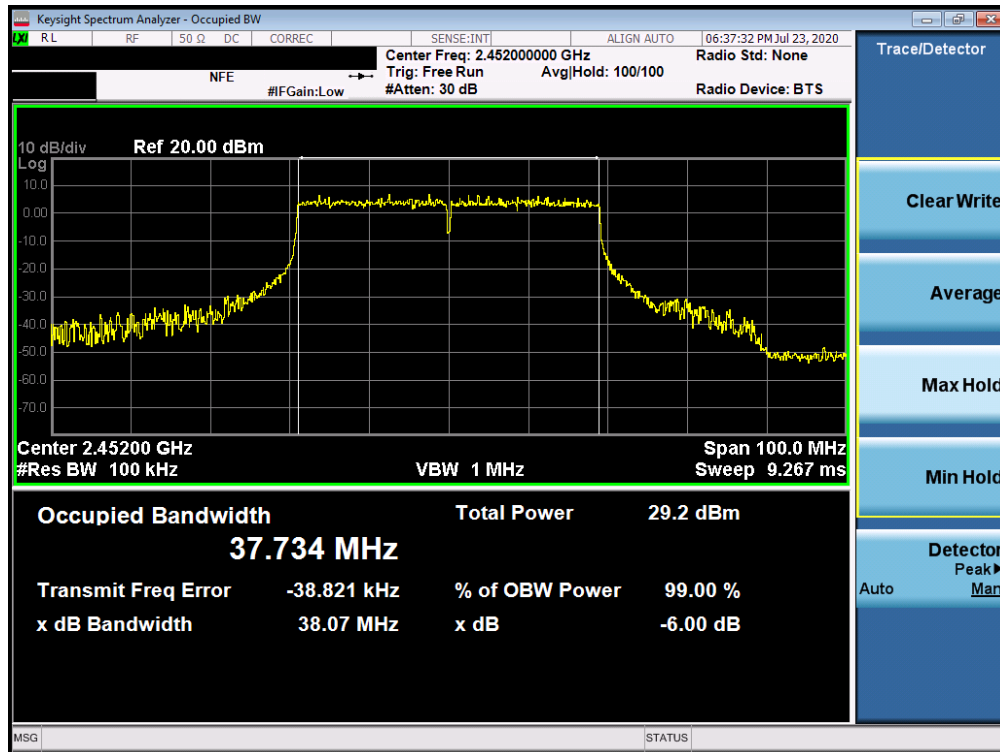 Keysight Spectrum Analyzer - Occupied BW
LXI RL RF 50 Ω DC CORREC SENSE:INT ALIGN AUTO 06:37:32 PM Jul 23, 2020
Center Freq: 2.452000000 GHz Radio Std: None
NFE Trig: Free Run Avg|Hold: 100/100
#IFGain:Low #Atten: 30 dB Radio Device: BTS
Trace/Detector
10 dB/div Ref 20.00 dBm
Log
10.0
0.00
-10.0
-20.0
-30.0
-40.0
-50.0
-60.0
-70.0
Center 2.45200 GHz Span 100.0 MHz
#Res BW 100 kHz VBW 1 MHz Sweep 9.267 ms
Occupied Bandwidth Total Power 29.2 dBm
37.734 MHz
Transmit Freq Error -38.821 kHz % of OBW Power 99.00 %
x dB Bandwidth 38.07 MHz x dB -6.00 dB
Clear Write
Average
Max Hold
Min Hold
Detector
Peak▶
Auto Man
MSG STATUS